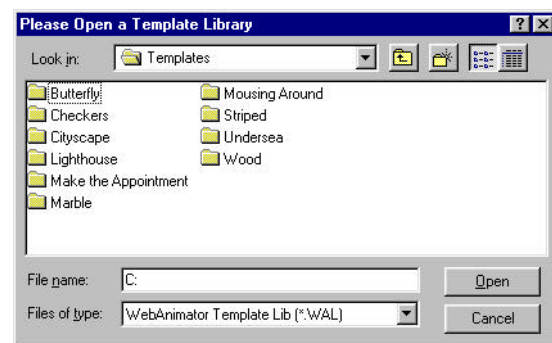 Please Open a Template Library
Look in: Templates
Butterfly
Checkers
Cityscape
Lighthouse
Make the Appointment
Marble
Mousing Around
Striped
Undersea
Wood
File name: C: Open
Files of type: WebAnimator Template Lib (*.WAL) Cancel